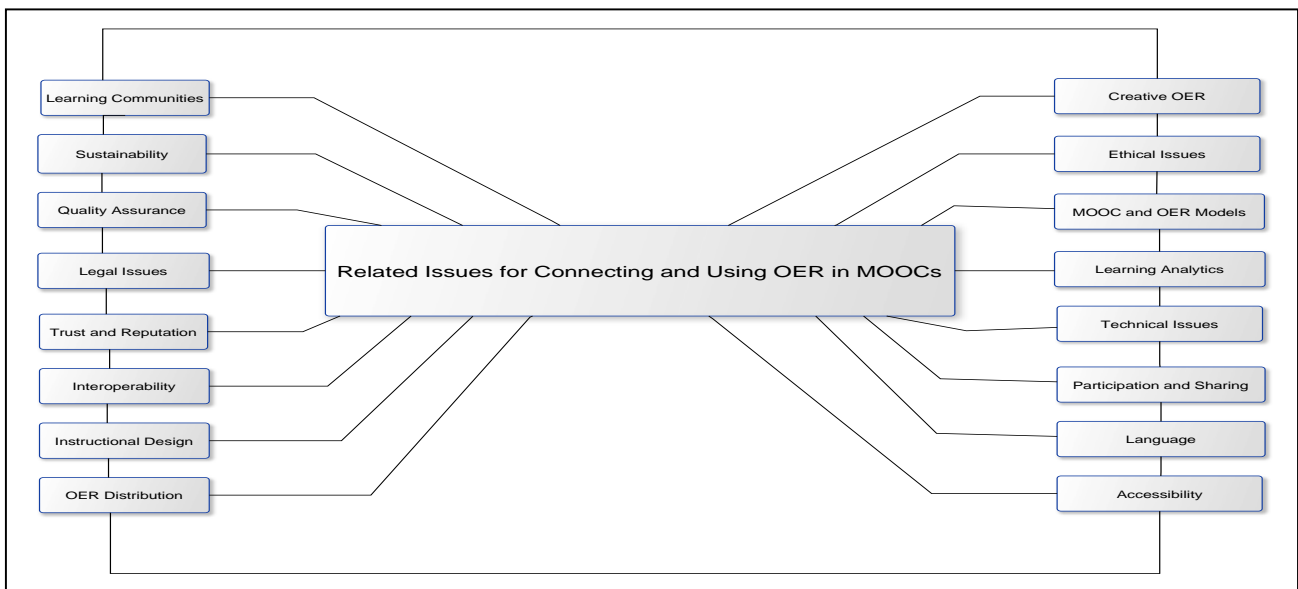 Learning Communities
Sustainability
Quality Assurance
Legal Issues
Trust and Reputation
Interoperability
Instructional Design
OER Distribution
Related Issues for Connecting and Using OER in MOOCs
Creative OER
Ethical Issues
MOOC and OER Models
Learning Analytics
Technical Issues
Participation and Sharing
Language
Accessibility